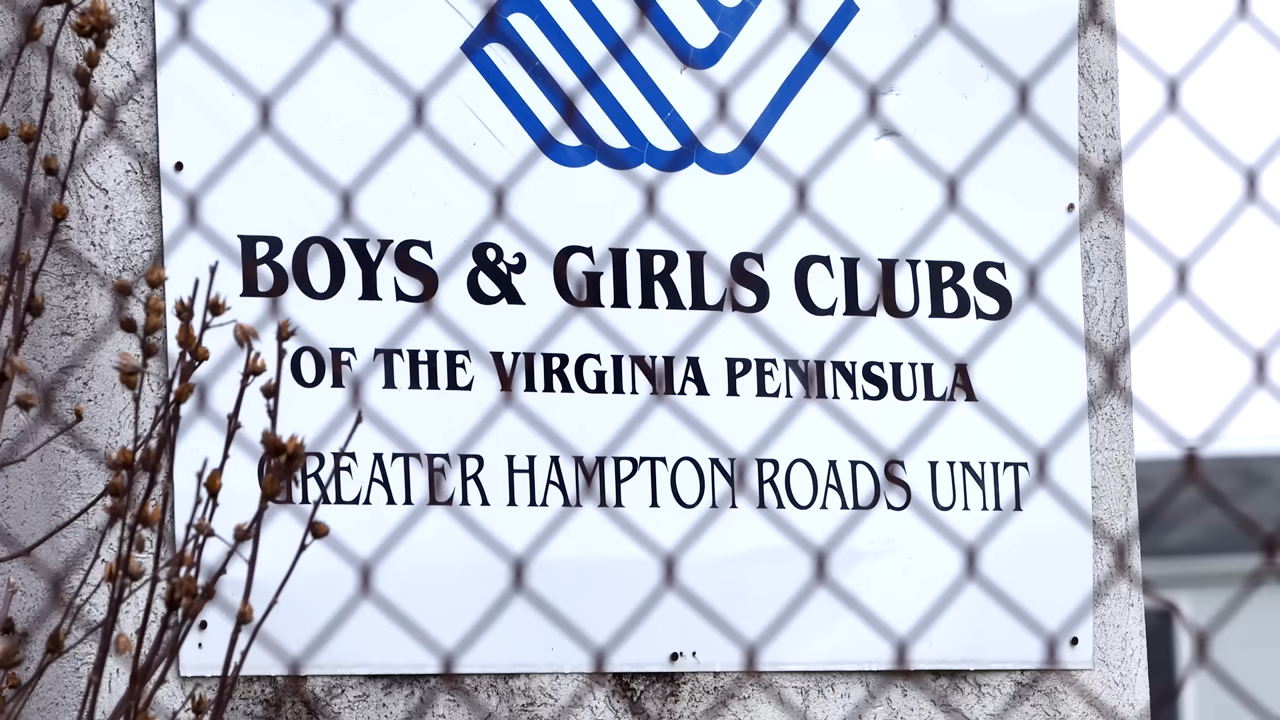 BOYS & GIRLS CLUBS
OF THE VIRGINIA PENINSULA
GREATER HAMPTON ROADS UNIT